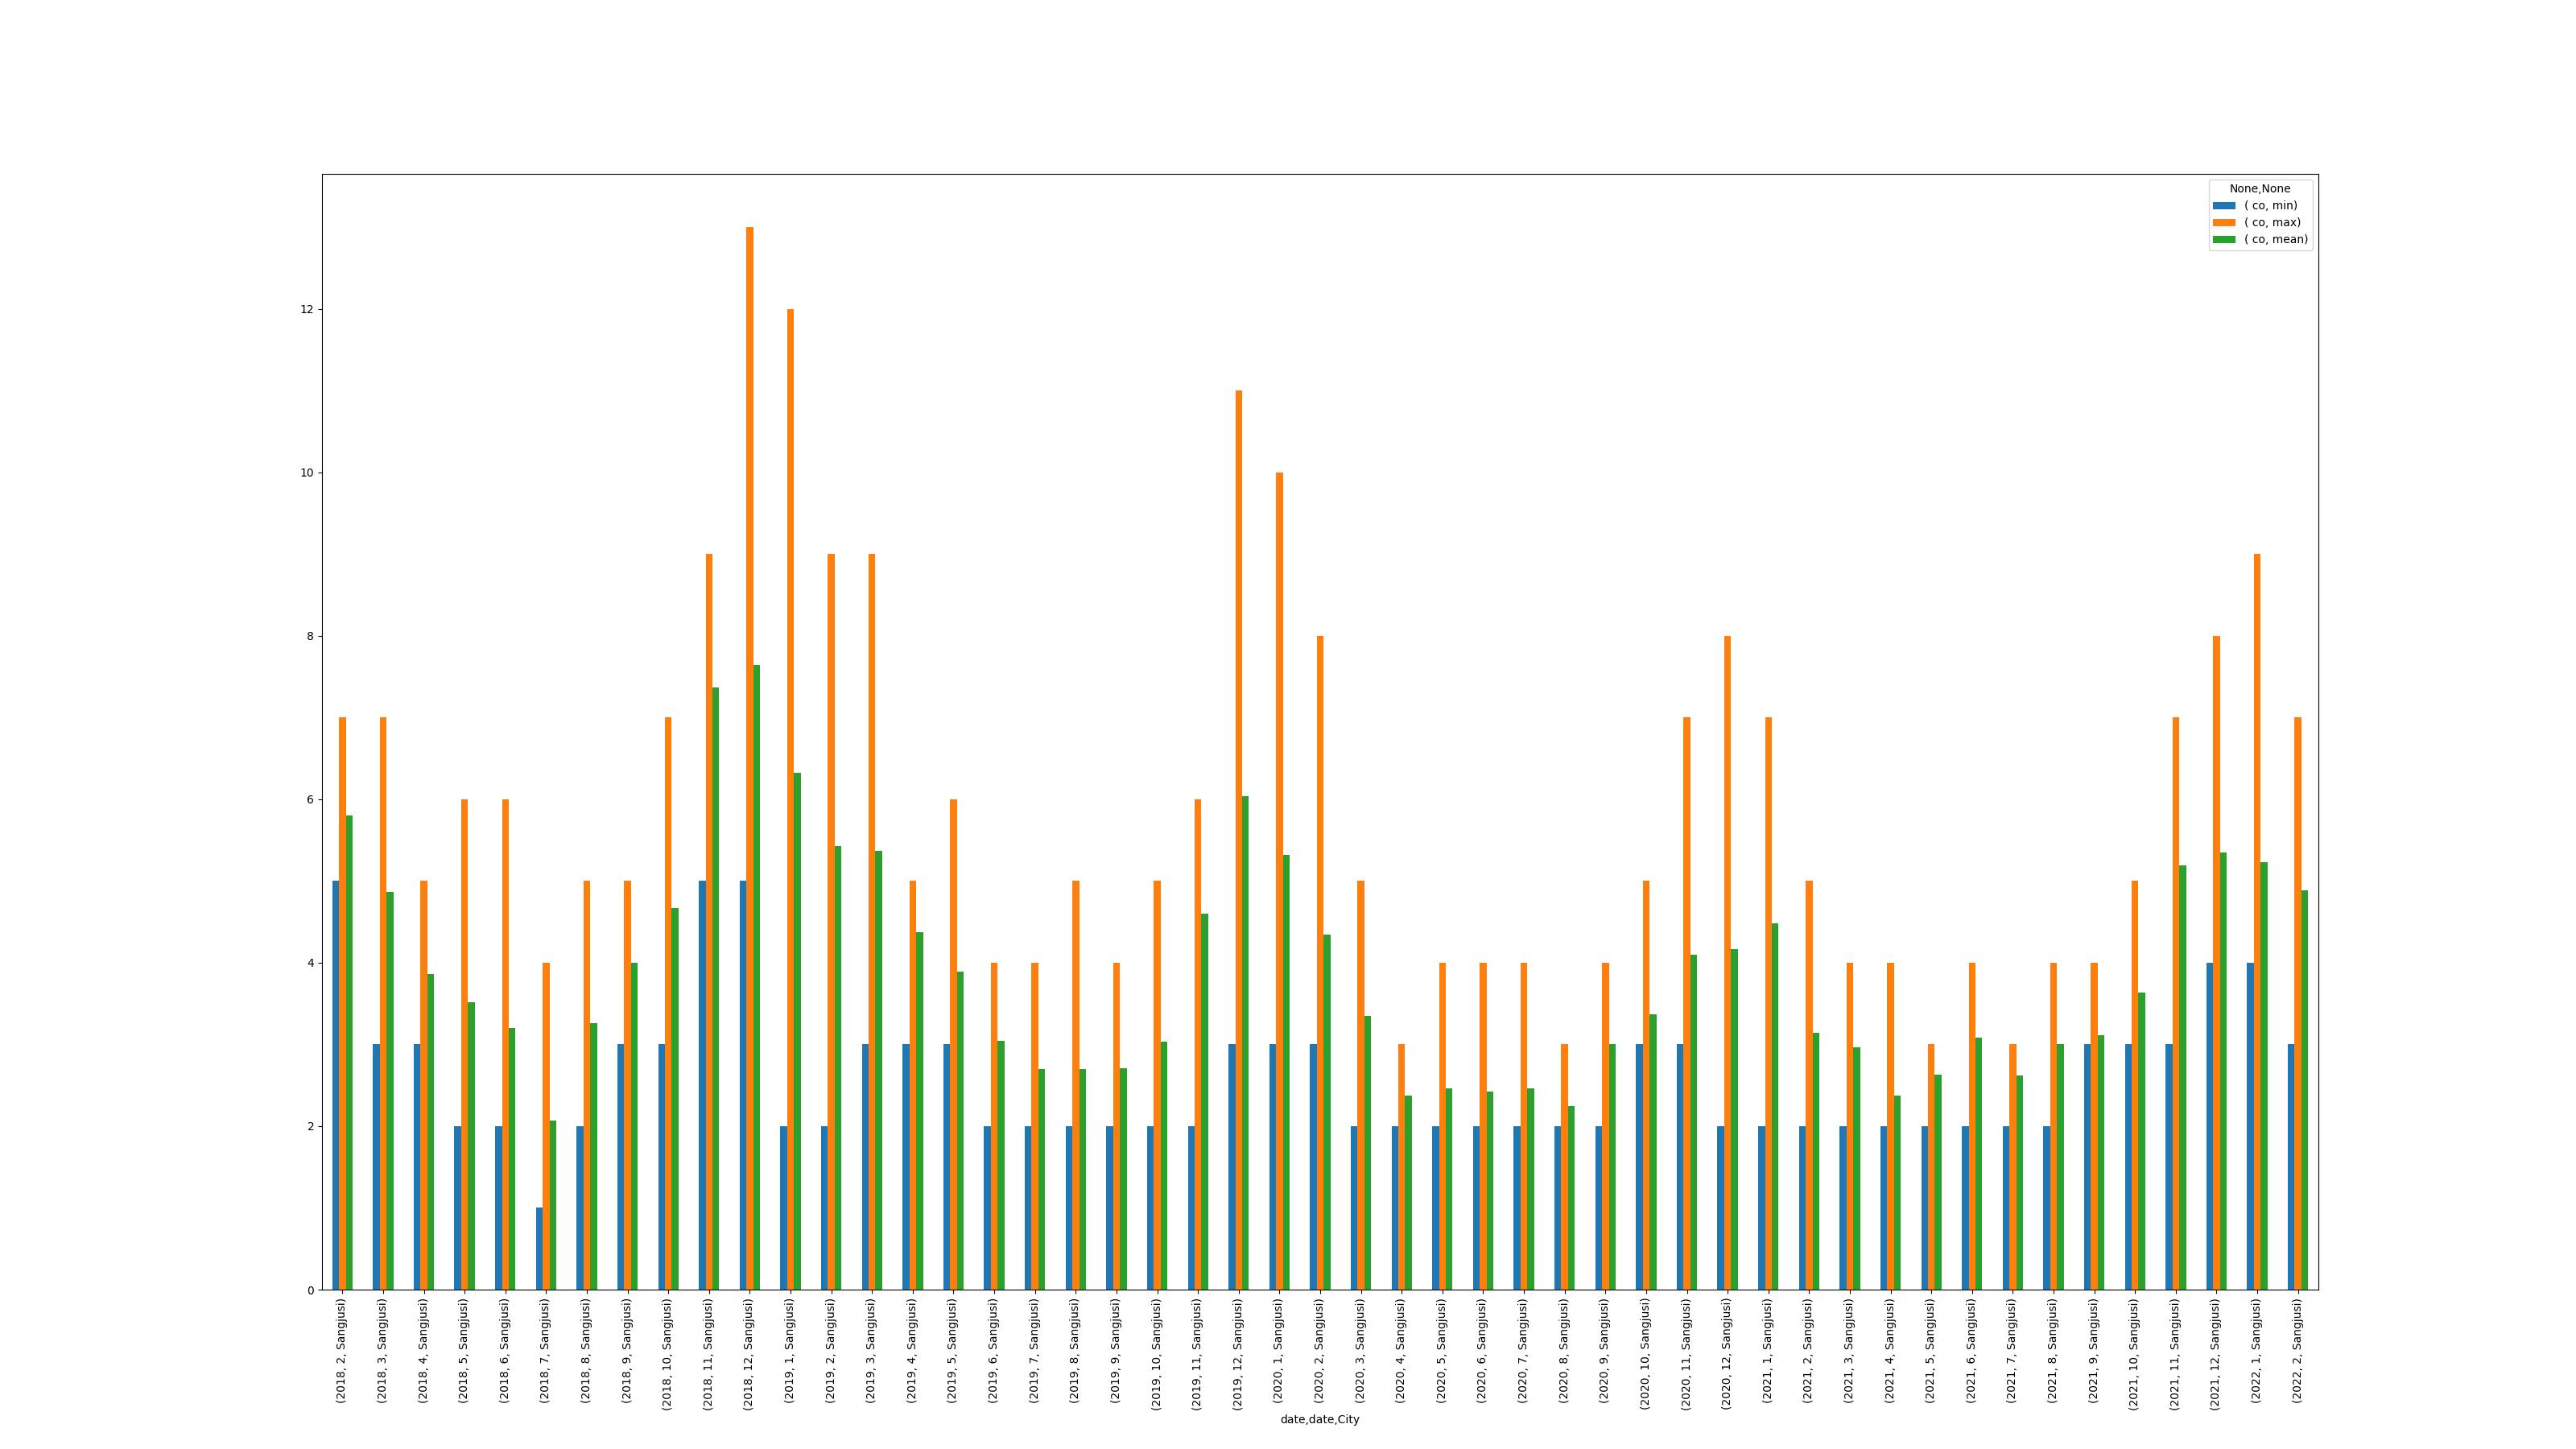 None,None
( co, min)
( co, max)
( co, mean)
12
10
8
6
4
2
0
(2018, 2, Sangjusi)
(2018, 3, Sangjusi)
(2018, 4, Sangjusi)
(2018, 5, Sangjusi)
(2018, 6, Sangjusi)
(2018, 7, Sangjusi)
(2018, 8, Sangjusi)
(2018, 9, Sangjusi)
(2018, 10, Sangjusi)
(2018, 11, Sangjusi)
(2018, 12, Sangjusi)
(2019, 1, Sangjusi)
(2019, 2, Sangjusi)
(2019, 3, Sangjusi)
(2019, 4, Sangjusi)
(2019, 5, Sangjusi)
(2019, 6, Sangjusi)
(2019, 7, Sangjusi)
(2019, 8, Sangjusi)
(2019, 9, Sangjusi)
(2019, 10, Sangjusi)
(2019, 11, Sangjusi)
(2019, 12, Sangjusi)
(2020, 1, Sangjusi)
(2020, 2, Sangjusi)
(2020, 3, Sangjusi)
(2020, 4, Sangjusi)
(2020, 5, Sangjusi)
(2020, 6, Sangjusi)
(2020, 7, Sangjusi)
(2020, 8, Sangjusi)
(2020, 9, Sangjusi)
(2020, 10, Sangjusi)
(2020, 11, Sangjusi)
(2020, 12, Sangjusi)
(2021, 1, Sangjusi)
(2021, 2, Sangjusi)
(2021, 3, Sangjusi)
(2021, 4, Sangjusi)
(2021, 5, Sangjusi)
(2021, 6, Sangjusi)
(2021, 7, Sangjusi)
(2021, 8, Sangjusi)
(2021, 9, Sangjusi)
(2021, 10, Sangjusi)
(2021, 11, Sangjusi)
(2021, 12, Sangjusi)
(2022, 1, Sangjusi)
(2022, 2, Sangjusi)
date,date,City